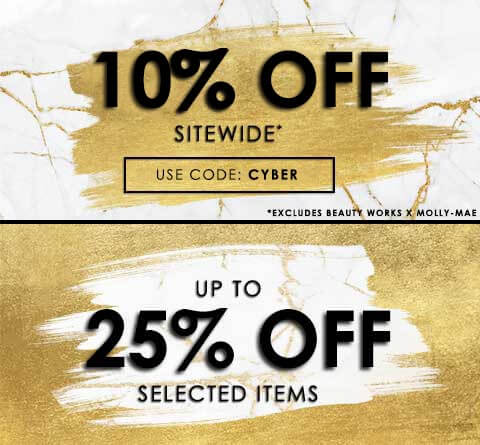 10% OFF
SITEWIDE*
USE CODE: CYBER
*EXCLUDES BEAUTY WORKS X MOLLY-MAE
UP TO
25% OFF
SELECTED ITEMS